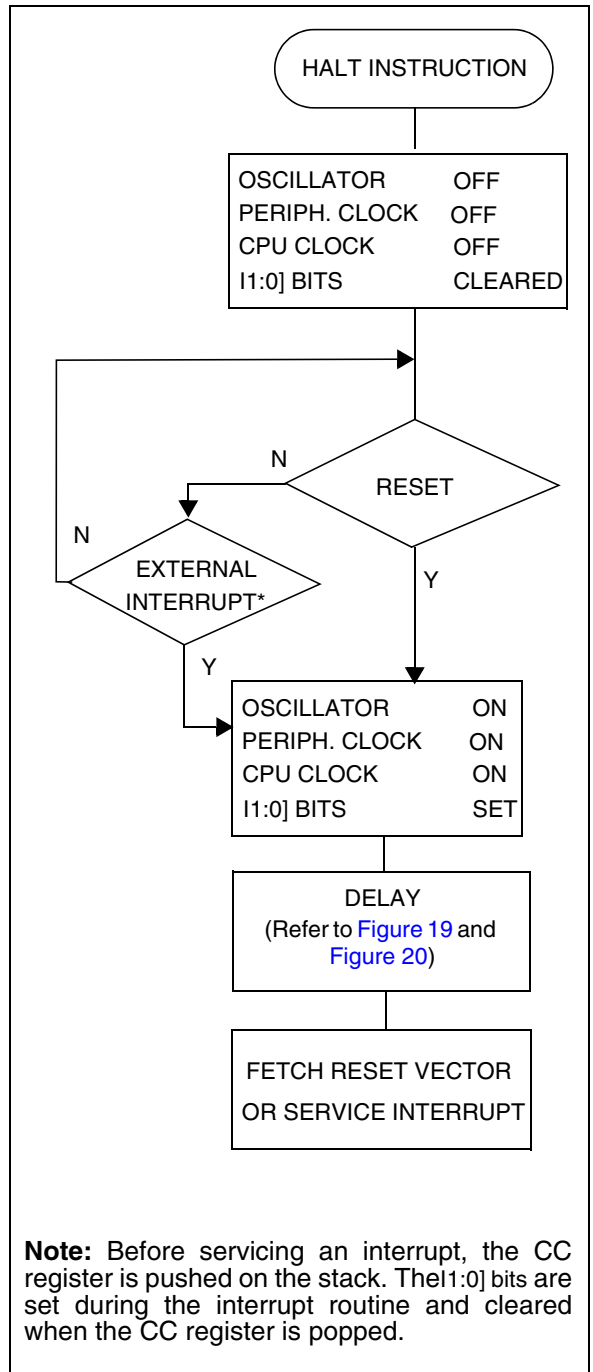 HALT INSTRUCTION
OSCILLATOR OFF
PERIPH. CLOCK OFF
CPU CLOCK OFF
I1:0] BITS CLEARED
N
RESET
N
EXTERNAL
INTERRUPT*
Y
Y
OSCILLATOR ON
PERIPH. CLOCK ON
CPU CLOCK ON
I1:0] BITS SET
DELAY
(Refer to Figure 19 and
Figure 20)
FETCH RESET VECTOR
OR SERVICE INTERRUPT
Note: Before servicing an interrupt, the CC
register is pushed on the stack. TheI1:0] bits are
set during the interrupt routine and cleared
when the CC register is popped.